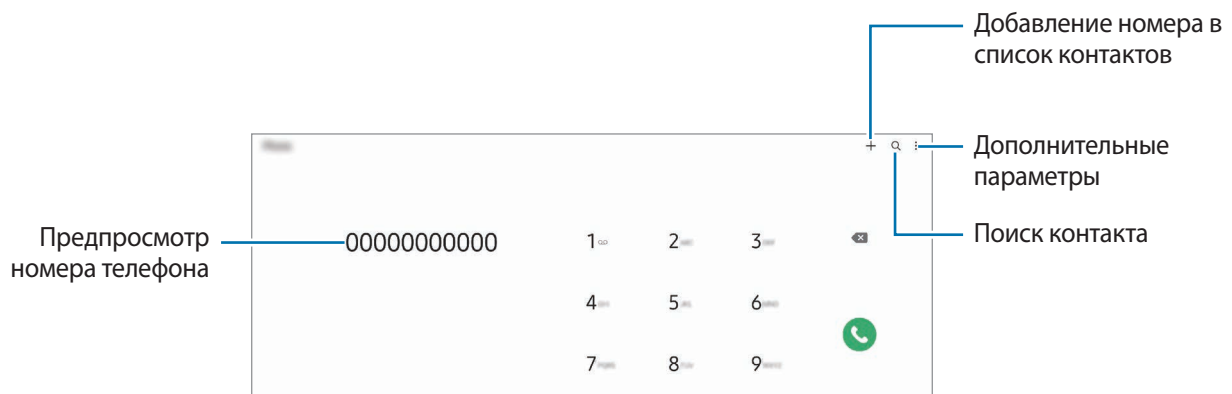 Добавление номера в
список контактов
Дополнительные
параметры
Предпросмотр
номера телефона
00000000000
1 2 3
Поиск контакта
4 5 6
7 8 9